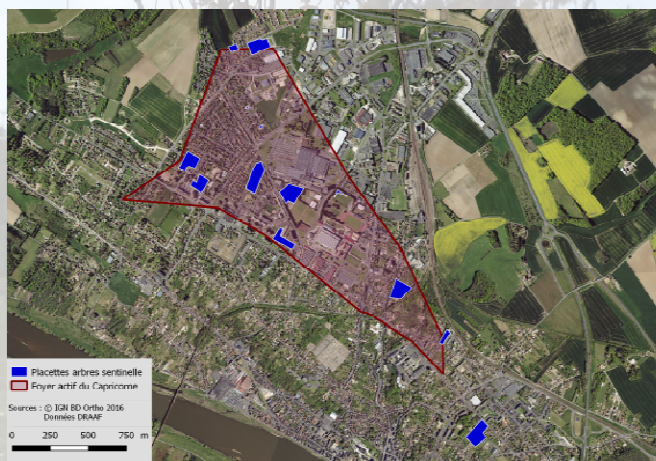 Placettes arbres sentinelle
Foyer actif du Capricorne
Sources : © IGN BD Ortho 2016
Données DRAAF
0 250 500 750 m